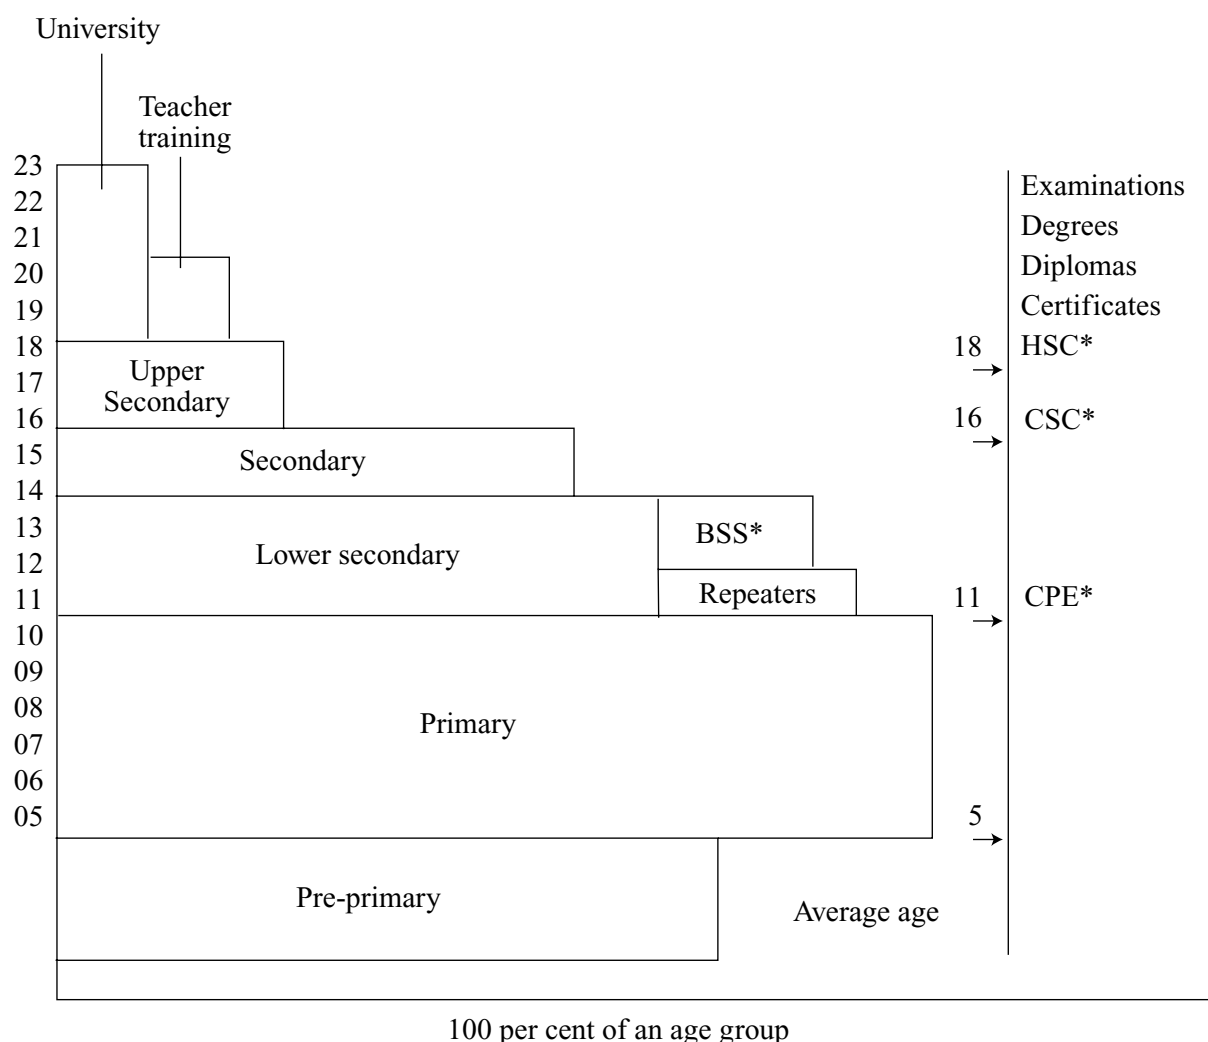 University
Teacher
training
23
22
21
20
19
18
17
16
15
14
13
12
11
10
09
08
07
06
05
Upper
Secondary
Secondary
Lower secondary
BSS*
Repeaters
Primary
Pre-primary
Average age
Examinations
Degrees
Diplomas
Certificates
18 HSC*
16 CSC*
11 CPE*
5
100 per cent of an age group